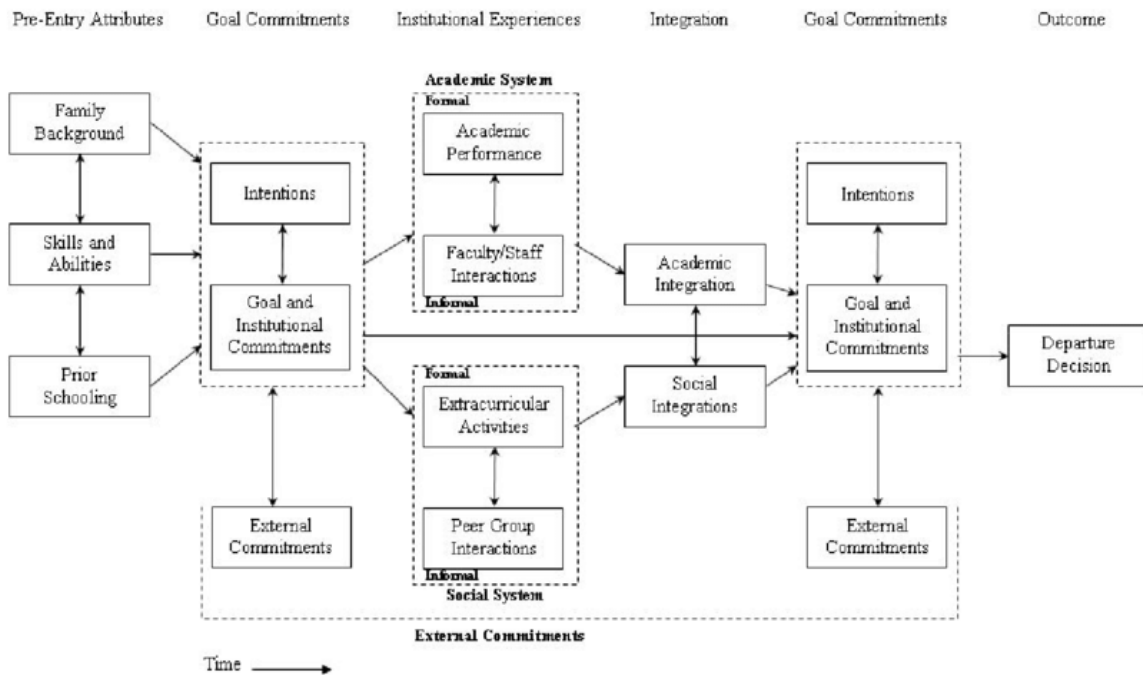 Pre-Entry Attributes
Goal Commitments
Institutional Experiences
Integration
Goal Commitments
Outcome
Family
Background
Skills and
Abilities
Prior
Schooling
Intentions
Goal and
Institutional
Commitments
External
Commitments
Academic System
Formal
Academic
Performance
Faculty/Staff
Interactions
Informal
Formal
Extracurricular
Activities
Peer Group
Interactions
Informal
Social System
Academic
Integration
Social
Integrations
Intentions
Goal and
Institutional
Commitments
External
Commitments
Departure
Decision
External Commitments
Time